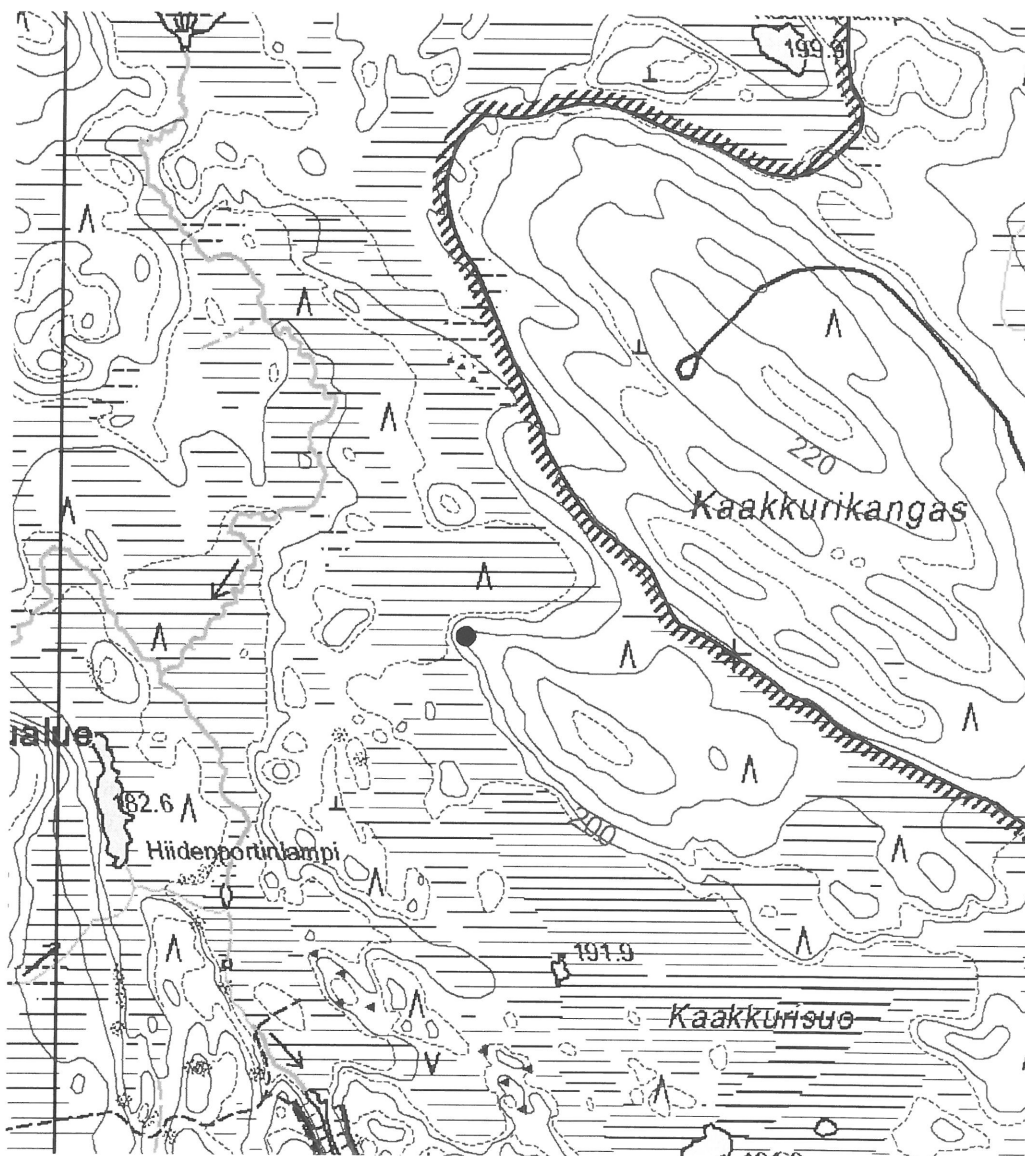 199.9
220
Kaakkurikangas
alue
182.6
200
Hiidenportinlampi
191.9
Kaakkurisuo